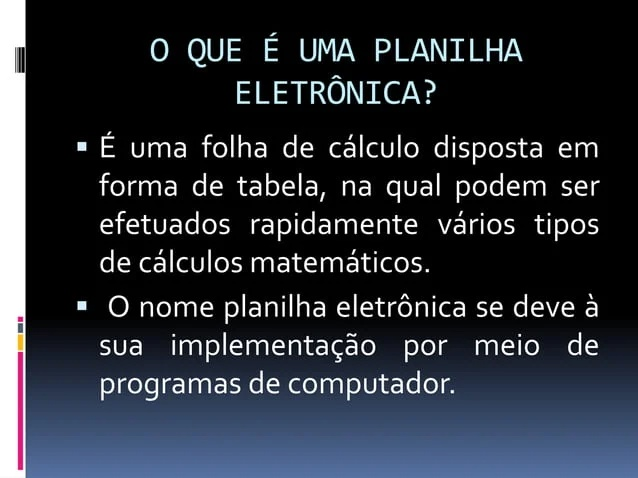 O QUE É UMA PLANILHA
ELETRÔNICA?
▪ É uma folha de cálculo disposta em
forma de tabela, na qual podem ser
efetuados rapidamente vários tipos
de cálculos matemáticos.
▪ O nome planilha eletrônica se deve à
sua implementação por meio de
programas de computador.